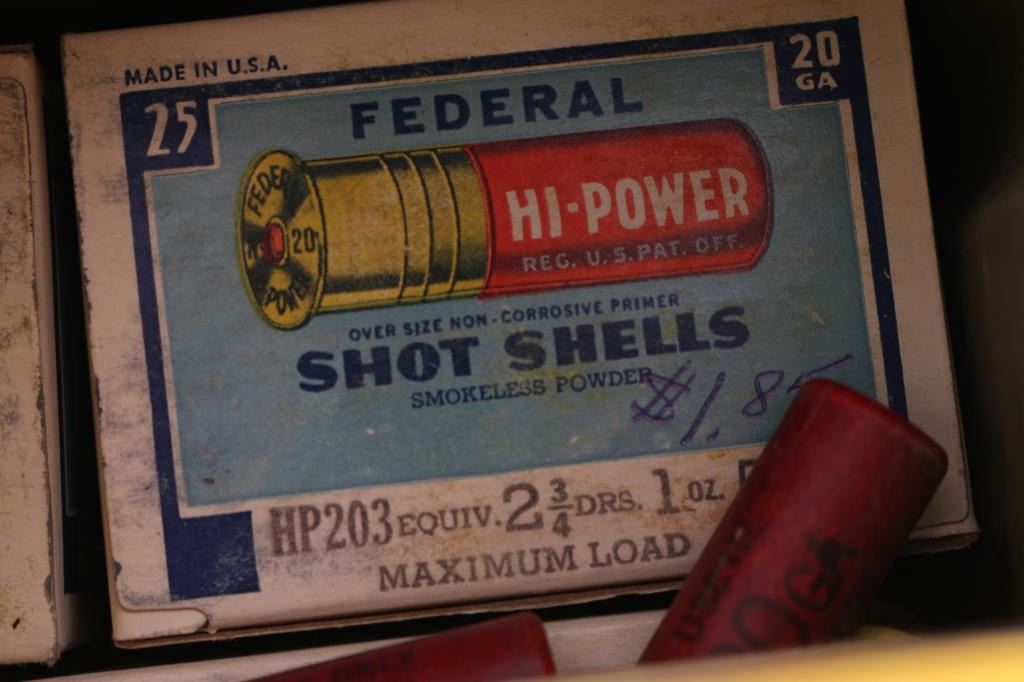 MADE IN U.S.A.
25
20
GA
FEDERAL
FEDERAL
20
POWER
HI-POWER
REG. U.S. PAT. OFF.
OVER SIZE NON-CORROSIVE PRIMER
SHOT SHELLS
SMOKELESS POWDER
$1.85
HP203 EQUIV. 2 3/4 DRS. 1 OZ.
MAXIMUM LOAD
GA